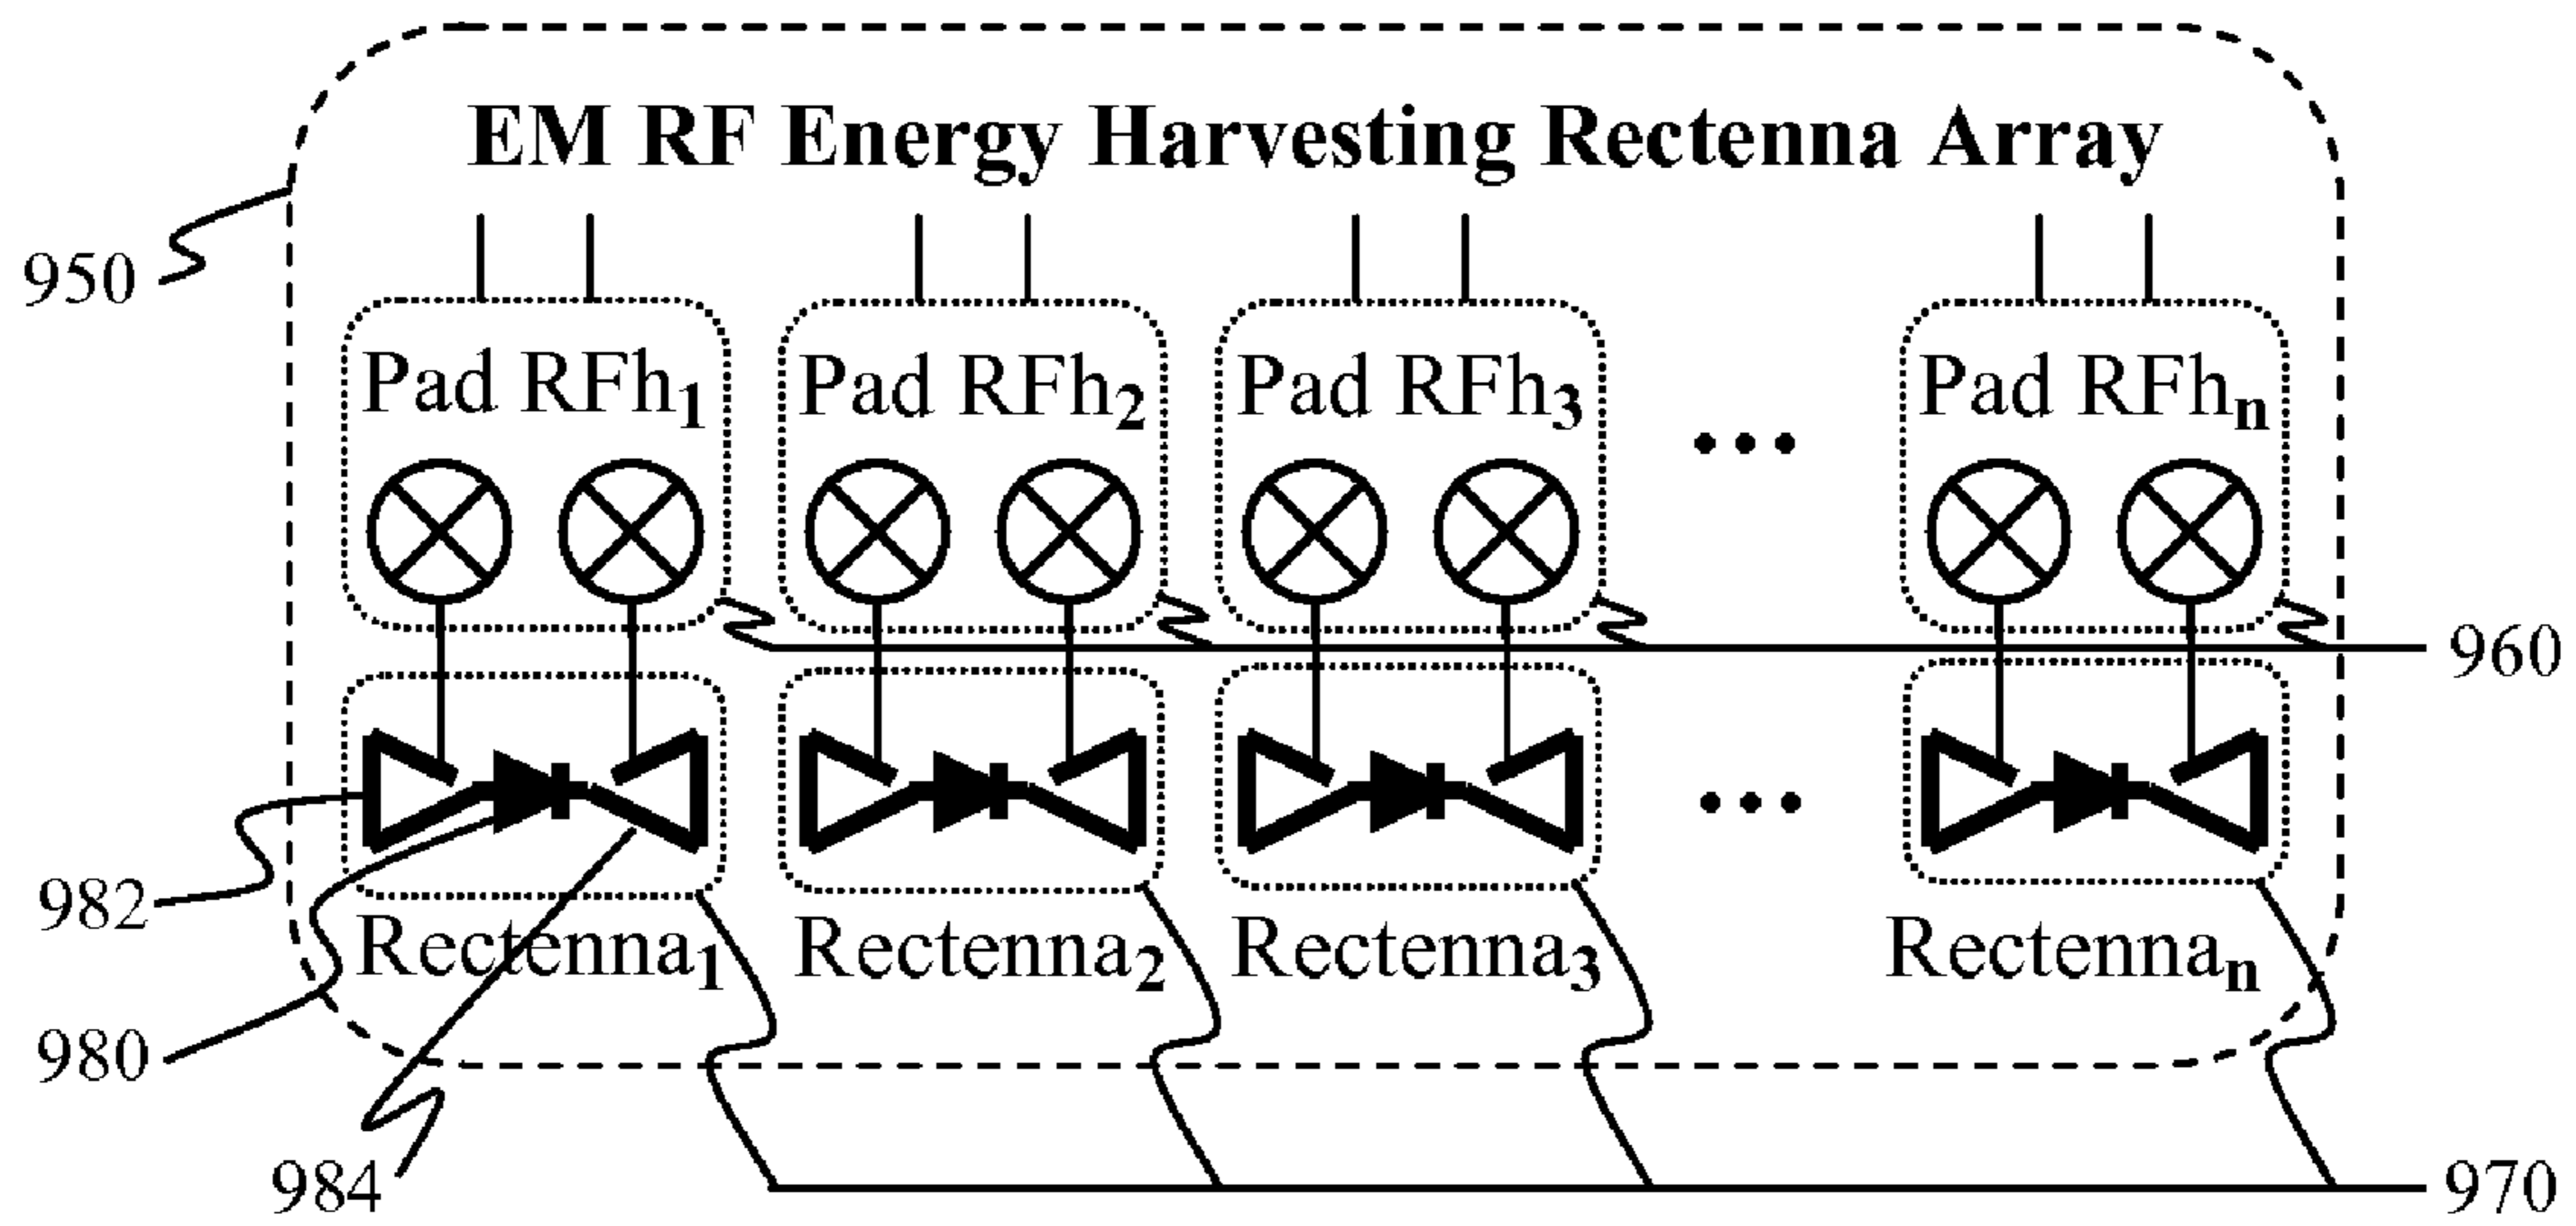 EM RF Energy Harvesting Rectenna Array
950
Pad RFh1 Pad RFh2 Pad RFh3 ... Pad RFhn
960
982
...
Rectenna1 Rectenna2 Rectenna3 Rectennan
980
984
970